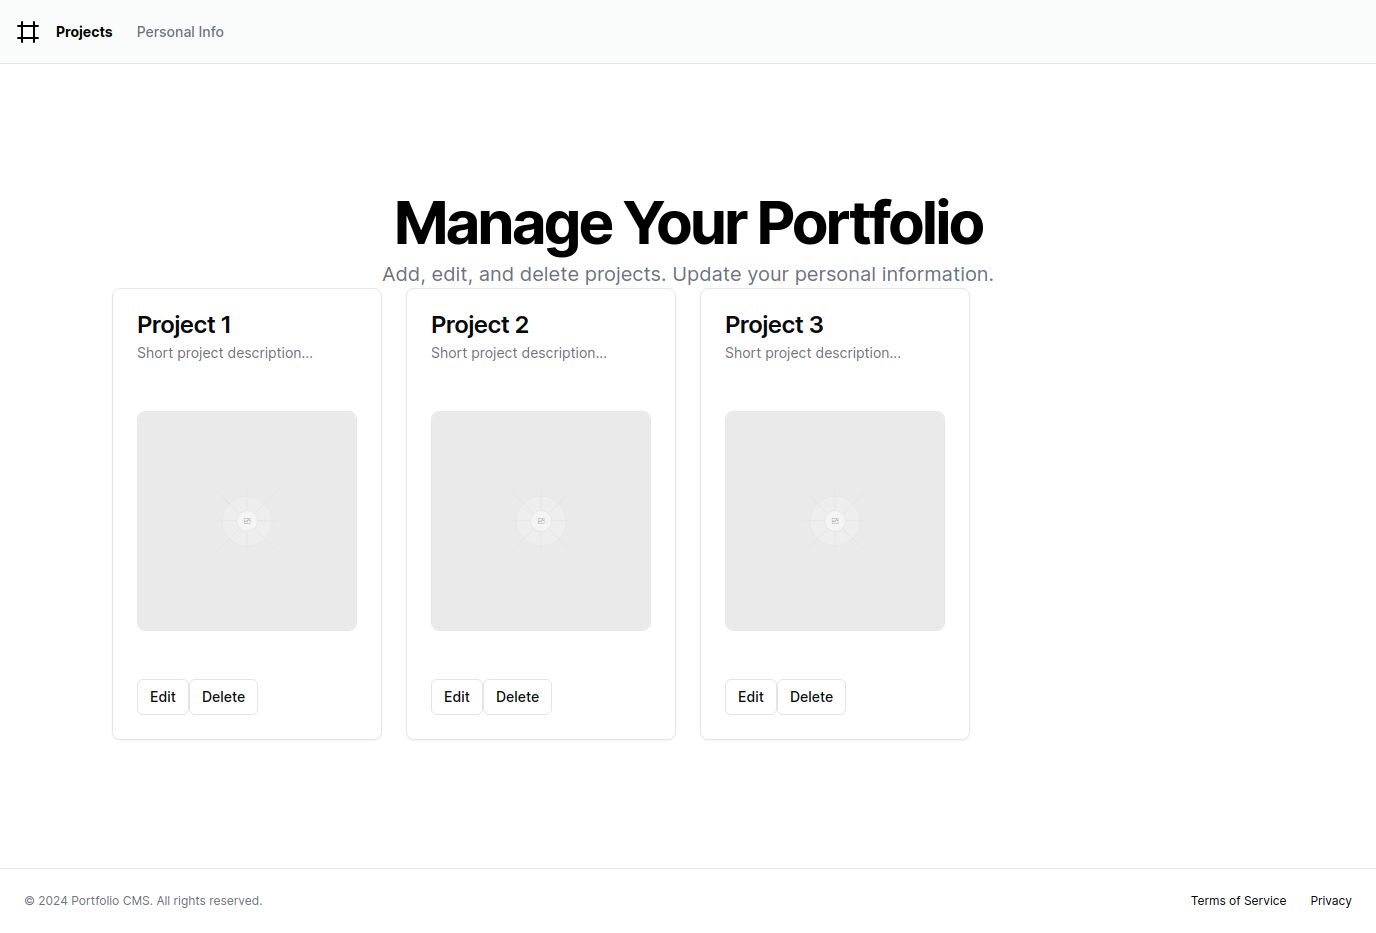 Projects Personal Info
Manage Your Portfolio
Add, edit, and delete projects. Update your personal information.
Project 1
Short project description...
Edit Delete
Project 2
Short project description...
Edit Delete
Project 3
Short project description...
Edit Delete
© 2024 Portfolio CMS. All rights reserved.
Terms of Service Privacy